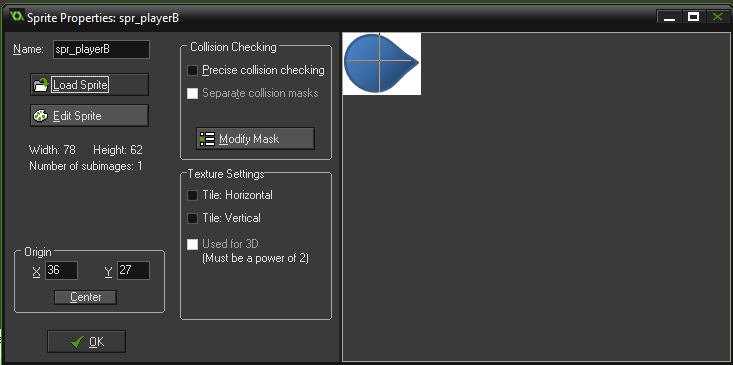 Sprite Properties: spr_playerB
Name: spr_playerB
Load Sprite
Edit Sprite
Width: 78 Height: 62
Number of subimages: 1
Origin
X 36 Y 27
Center
OK
Collision Checking
Precise collision checking
Separate collision masks
Modify Mask
Texture Settings
Tile: Horizontal
Tile: Vertical
Used for 3D
(Must be a power of 2)